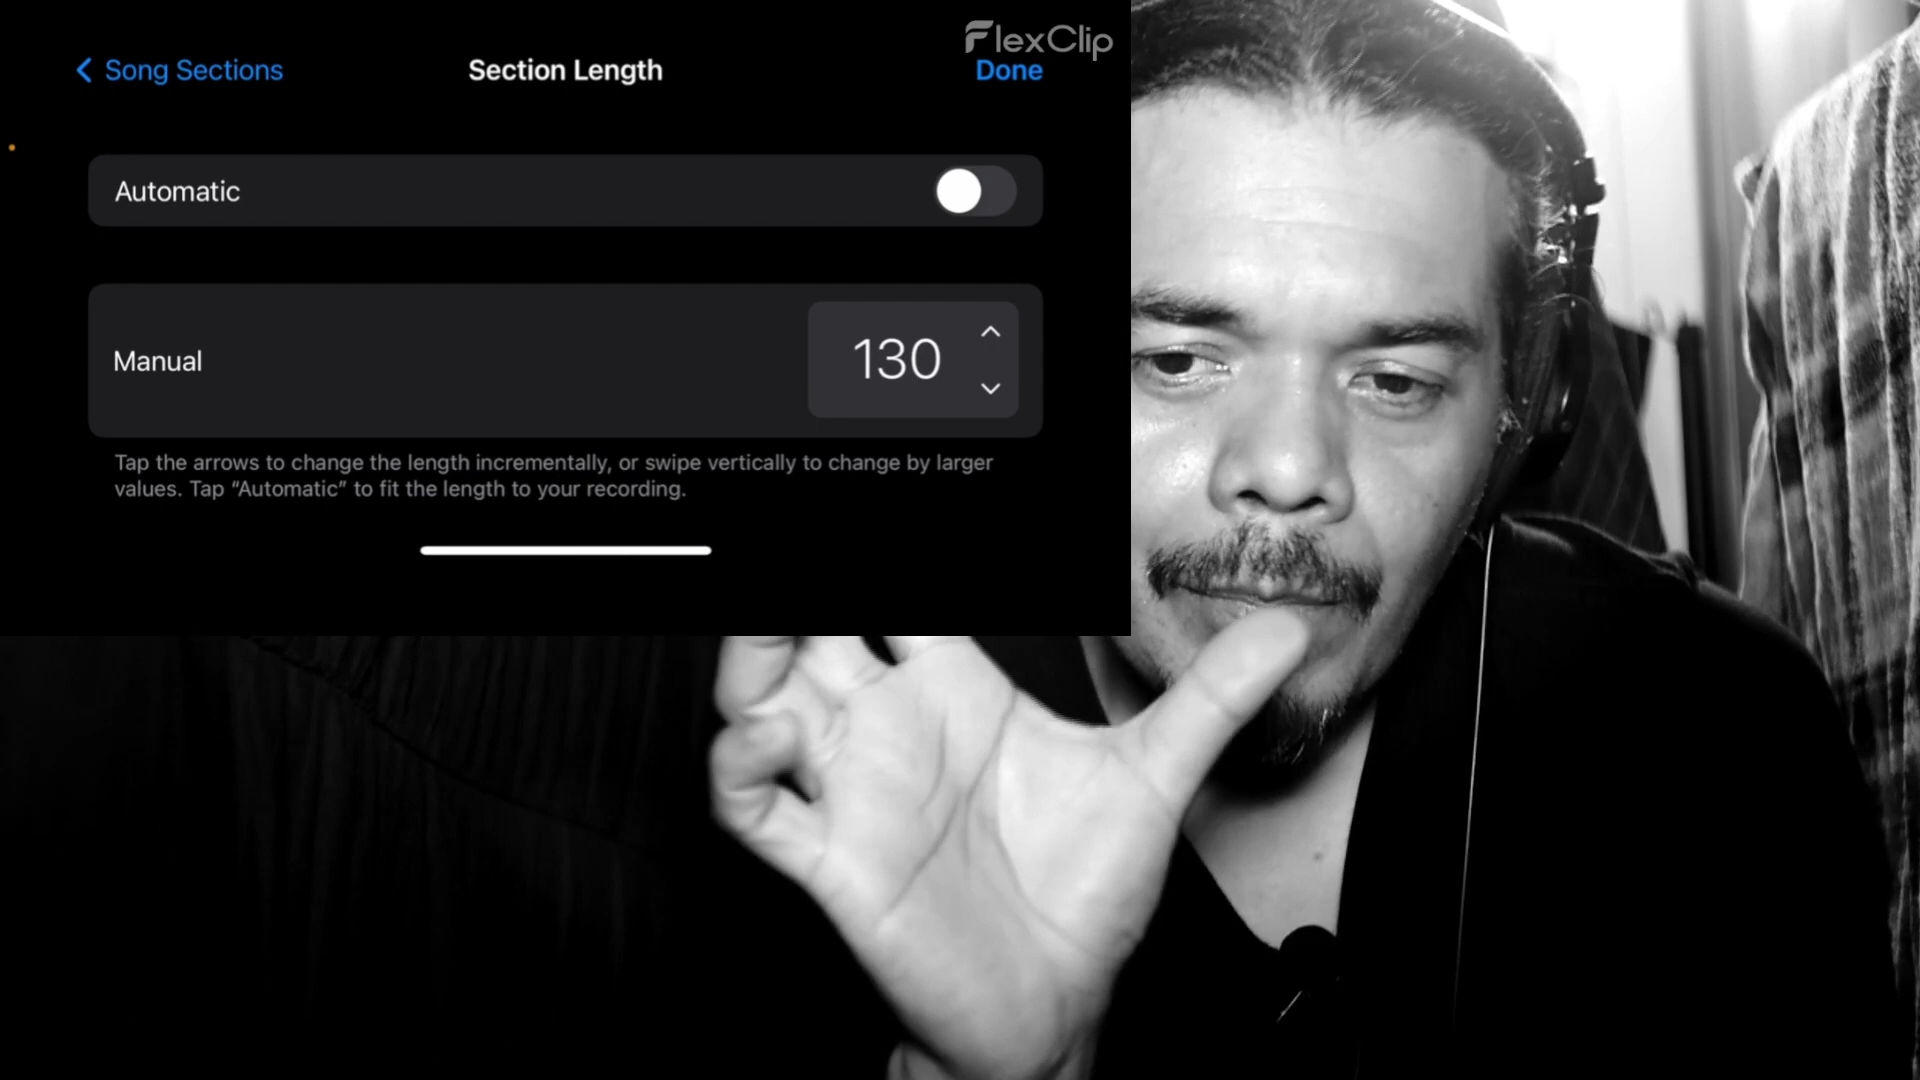 FlexClip
Song Sections
Section Length
Done
Automatic
Manual
130
Tap the arrows to change the length incrementally, or swipe vertically to change by larger
values. Tap “Automatic” to fit the length to your recording.